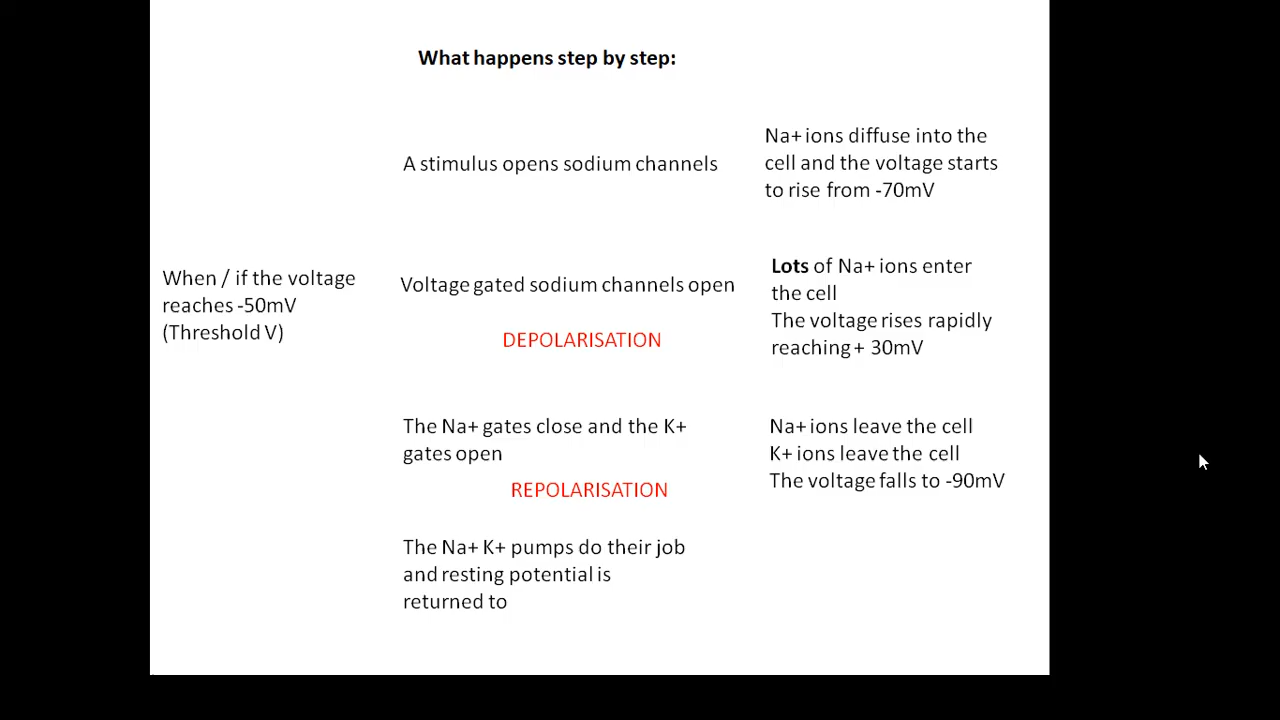 What happens step by step:
A stimulus opens sodium channels
Na+ ions diffuse into the
cell and the voltage starts
to rise from -70mV
When / if the voltage
reaches -50mV
(Threshold V)
Voltage gated sodium channels open
DEPOLARISATION
Lots of Na+ ions enter
the cell
The voltage rises rapidly
reaching + 30mV
The Na+ gates close and the K+
gates open
REPOLARISATION
Na+ ions leave the cell
K+ ions leave the cell
The voltage falls to -90mV
The Na+ K+ pumps do their job
and resting potential is
returned to